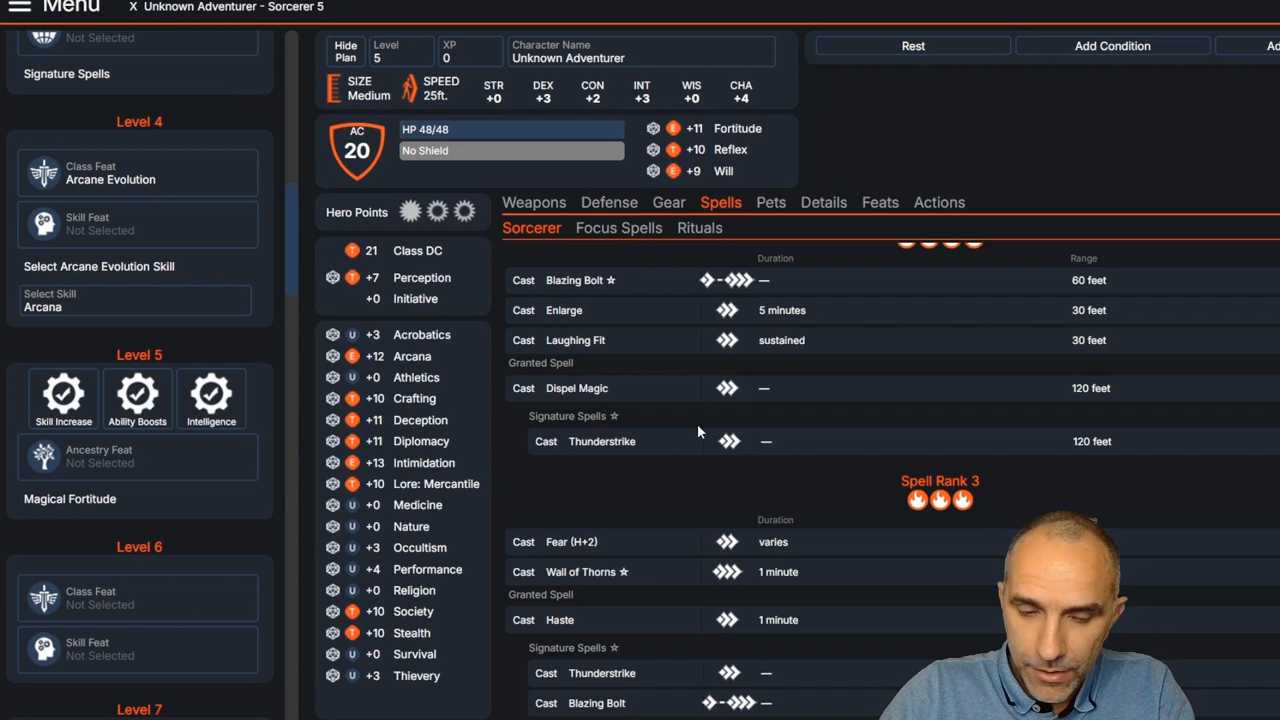 Menu
X Unknown Adventurer - Sorcerer 5
Not Selected
Signature Spells
Level 4
Class Feat
Arcane Evolution
Skill Feat
Not Selected
Select Arcane Evolution Skill
Select Skill
Arcana
Level 5
Skill Increase
Ability Boosts
Intelligence
Ancestry Feat
Not Selected
Magical Fortitude
Level 6
Class Feat
Not Selected
Skill Feat
Not Selected
Level 7
Hide Plan
Level
5
XP
0
Character Name
Unknown Adventurer
SIZE
Medium
SPEED
25ft.
STR
+0
DEX
+3
CON
+2
INT
+3
WIS
+0
CHA
+4
AC
20
HP 48/48
No Shield
E +11 Fortitude
T +10 Reflex
E +9 Will
Rest
Add Condition
Ad
Hero Points
T 21 Class DC
T +7 Perception
+0 Initiative
U +3 Acrobatics
E +12 Arcana
U +0 Athletics
T +10 Crafting
T +11 Deception
T +11 Diplomacy
E +13 Intimidation
T +10 Lore: Mercantile
U +0 Medicine
U +0 Nature
U +3 Occultism
U +4 Performance
U +0 Religion
T +10 Society
T +10 Stealth
U +0 Survival
U +3 Thievery
Weapons Defense Gear Spells Pets Details Feats Actions
Sorcerer Focus Spells Rituals
Duration Range
Cast Blazing Bolt ☆ — 60 feet
Cast Enlarge 5 minutes 30 feet
Cast Laughing Fit sustained 30 feet
Granted Spell
Cast Dispel Magic — 120 feet
Signature Spells ☆
Cast Thunderstrike — 120 feet
Spell Rank 3
Duration
Cast Fear (H+2) varies
Cast Wall of Thorns ☆ 1 minute
Granted Spell
Cast Haste 1 minute
Signature Spells ☆
Cast Thunderstrike —
Cast Blazing Bolt —